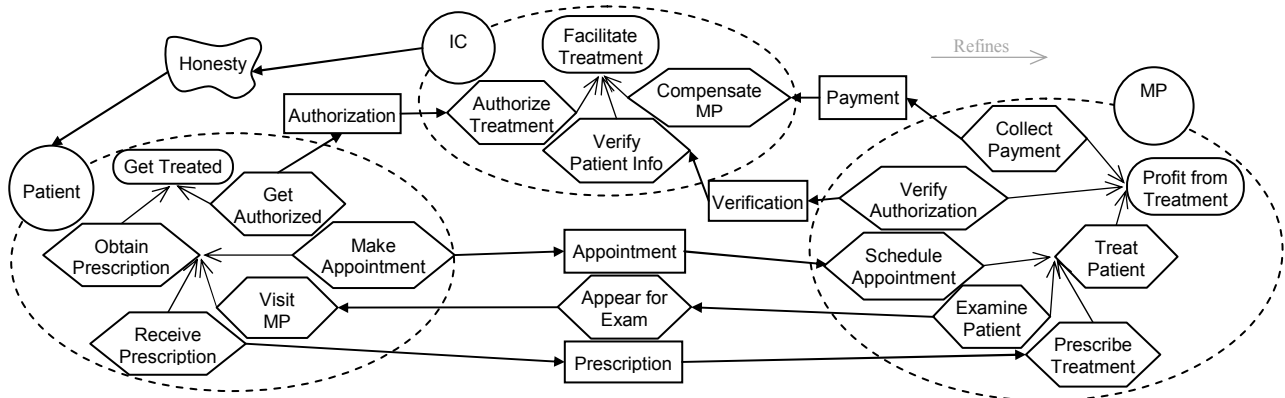 IC
Facilitate
Treatment
Refines
Honesty
MP
Authorization
Authorize
Treatment
Compensate
MP
Payment
Collect
Payment
Verify
Patient Info
Get Treated
Patient
Get
Authorized
Verification
Verify
Authorization
Profit from
Treatment
Obtain
Prescription
Make
Appointment
Appointment
Schedule
Appointment
Treat
Patient
Visit
MP
Appear for
Exam
Examine
Patient
Receive
Prescription
Prescription
Prescribe
Treatment